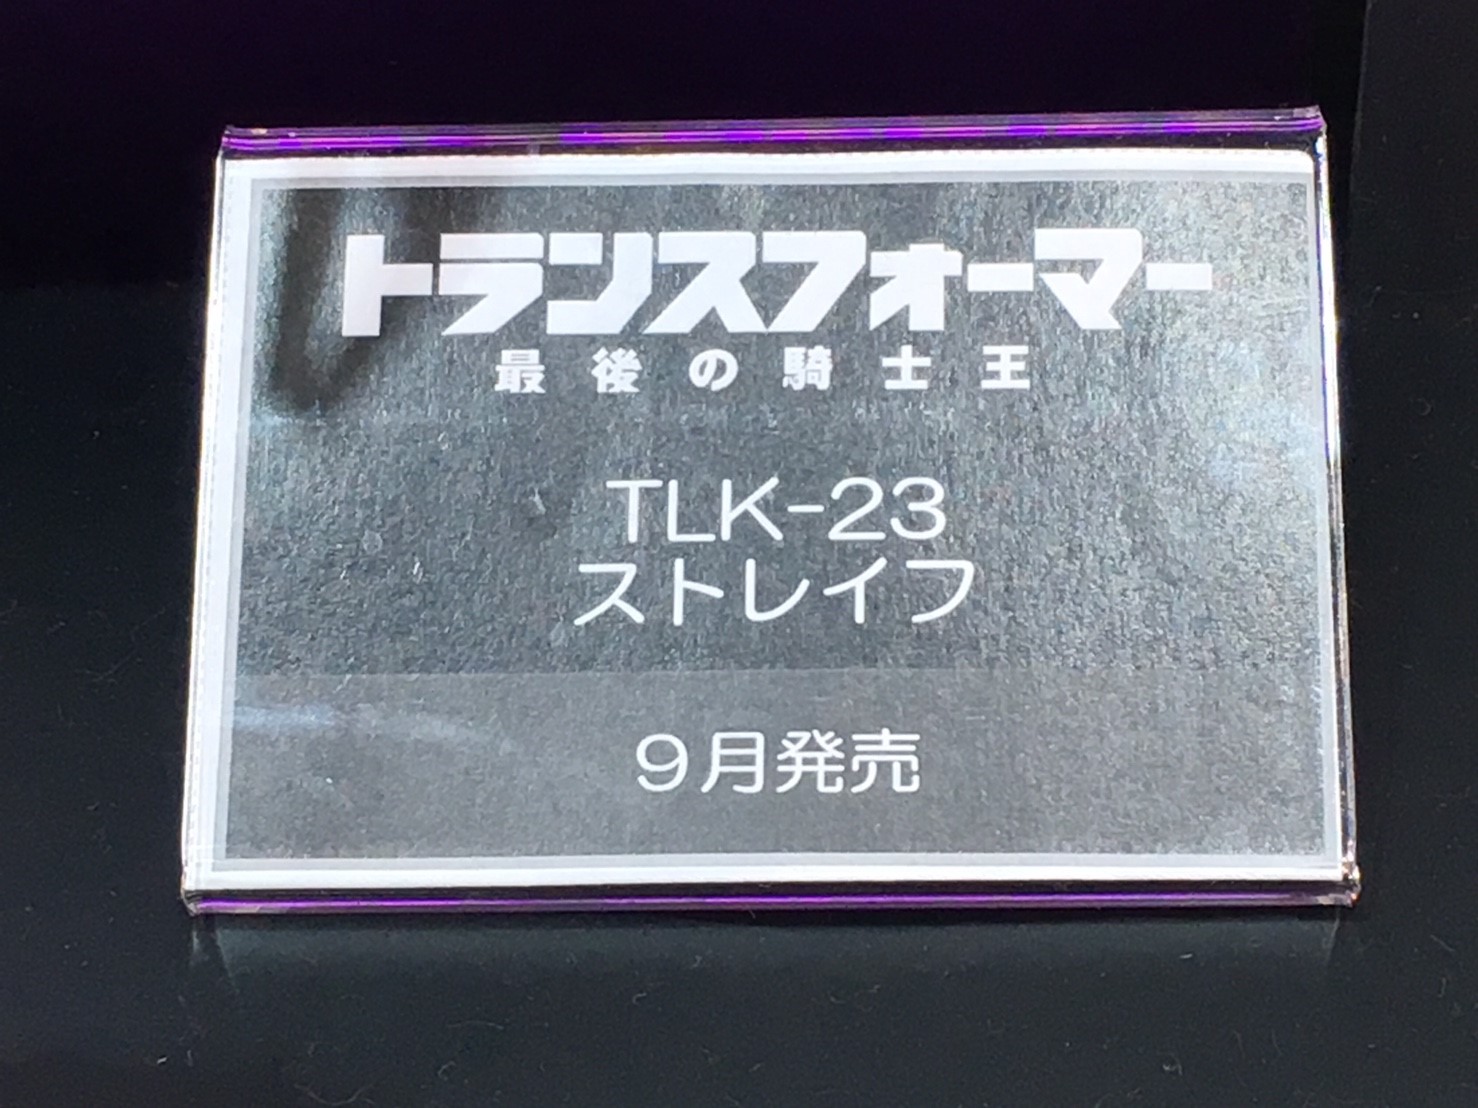 トランスフォーマー
最後の騎士王
TLK-23
ストレイフ
9月発売